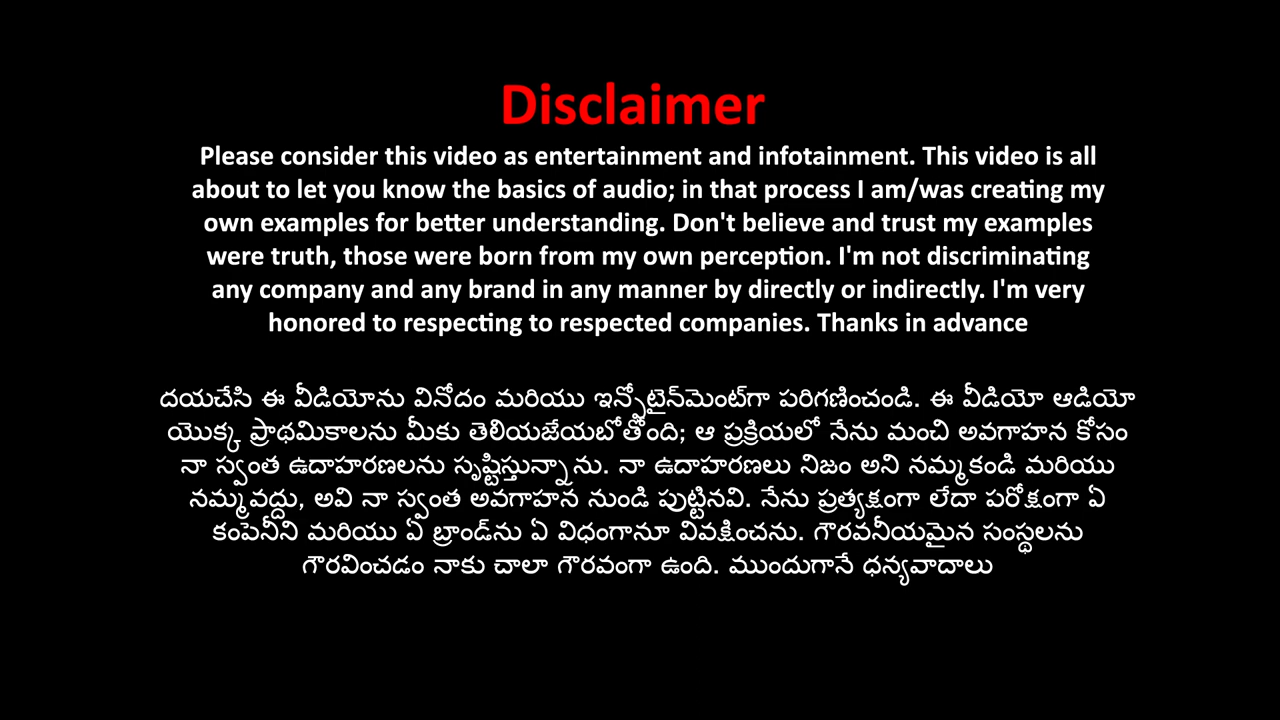 Disclaimer
Please consider this video as entertainment and infotainment. This video is all
about to let you know the basics of audio; in that process I am/was creating my
own examples for better understanding. Don't believe and trust my examples
were truth, those were born from my own perception. I'm not discriminating
any company and any brand in any manner by directly or indirectly. I'm very
honored to respecting to respected companies. Thanks in advance
దయచేసి ఈ వీడియోను వినోదం మరియు ఇన్ఫోటైన్‌మెంట్‌గా పరిగణించండి. ఈ వీడియో ఆడియో
యొక్క ప్రాథమికాలను మీకు తెలియజేయబోతోంది; ఆ ప్రక్రియలో నేను మంచి అవగాహన కోసం
నా స్వంత ఉదాహరణలను సృష్టిస్తున్నాను. నా ఉదాహరణలు నిజం అని నమ్మకండి మరియు
నమ్మవద్దు, అవి నా స్వంత అవగాహన నుండి పుట్టినవి. నేను ప్రత్యక్షంగా లేదా పరోక్షంగా ఏ
కంపెనీని మరియు ఏ బ్రాండ్‌ను ఏ విధంగానూ వివక్షించను. గౌరవనీయమైన సంస్థలను
గౌరవించడం నాకు చాలా గౌరవంగా ఉంది. ముందుగానే ధన్యవాదాలు